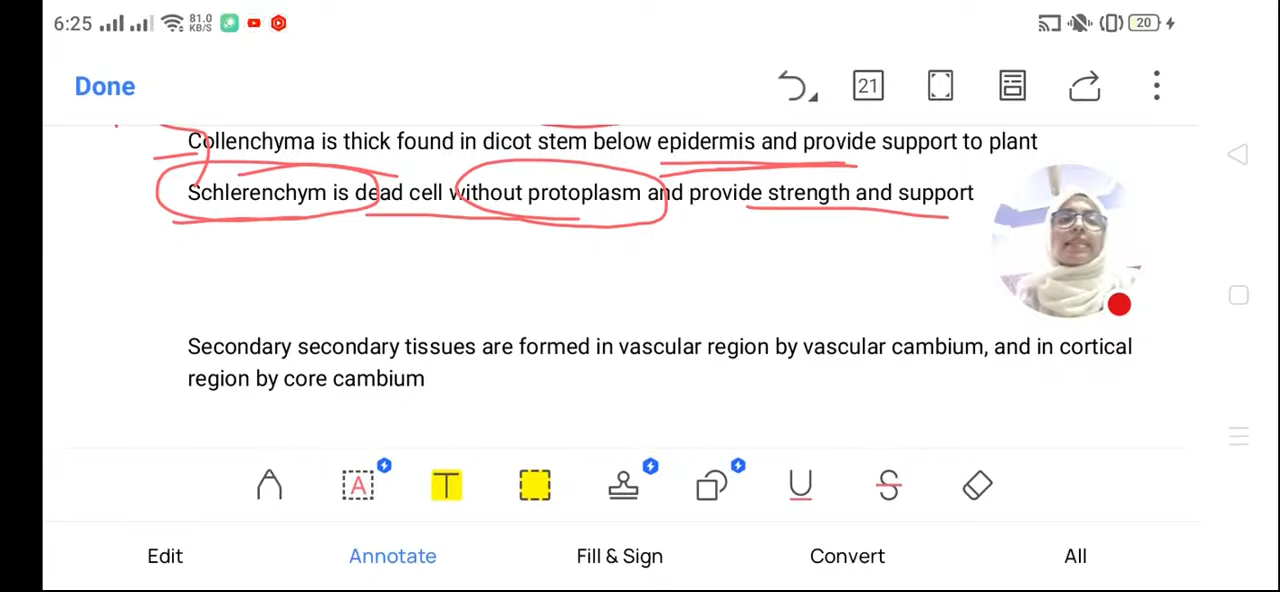 6:25 81.0 KB/S 20
Done 21
Collenchyma is thick found in dicot stem below epidermis and provide support to plant
Schlerenchym is dead cell without protoplasm and provide strength and support
Secondary secondary tissues are formed in vascular region by vascular cambium, and in cortical
region by core cambium
A T U S
Edit Annotate Fill & Sign Convert All